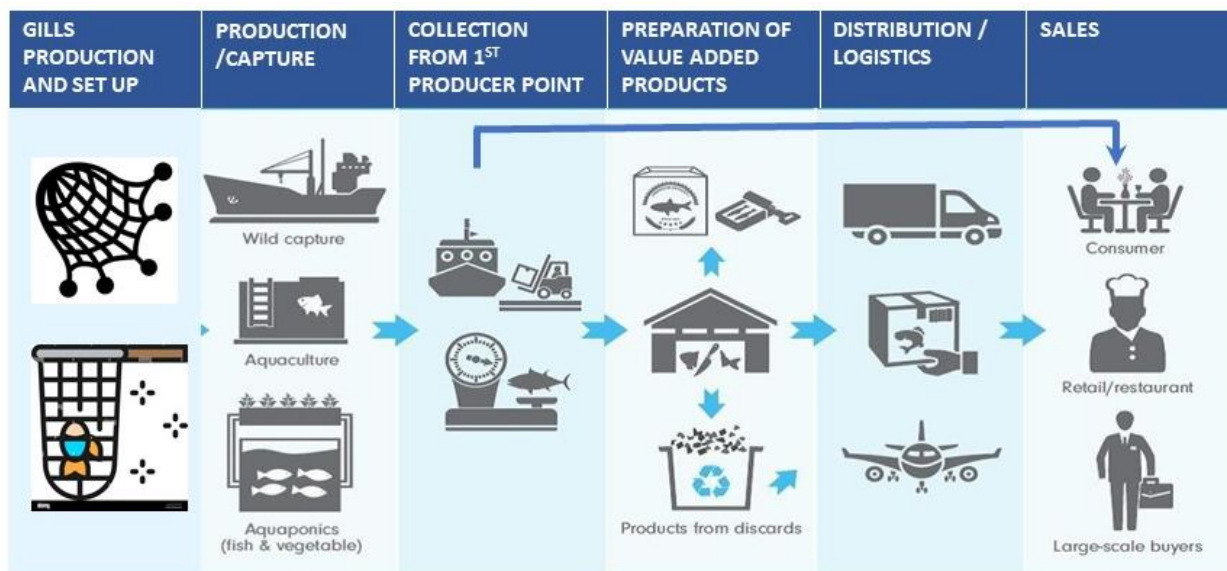 GILLS
PRODUCTION
AND SET UP
PRODUCTION
/CAPTURE
COLLECTION
FROM 1ST
PRODUCER POINT
PREPARATION OF
VALUE ADDED
PRODUCTS
DISTRIBUTION /
LOGISTICS
SALES
Wild capture
Aquaculture
Aquaponics
(fish & vegetable)
Products from discards
Consumer
Retail/restaurant
Large-scale buyers